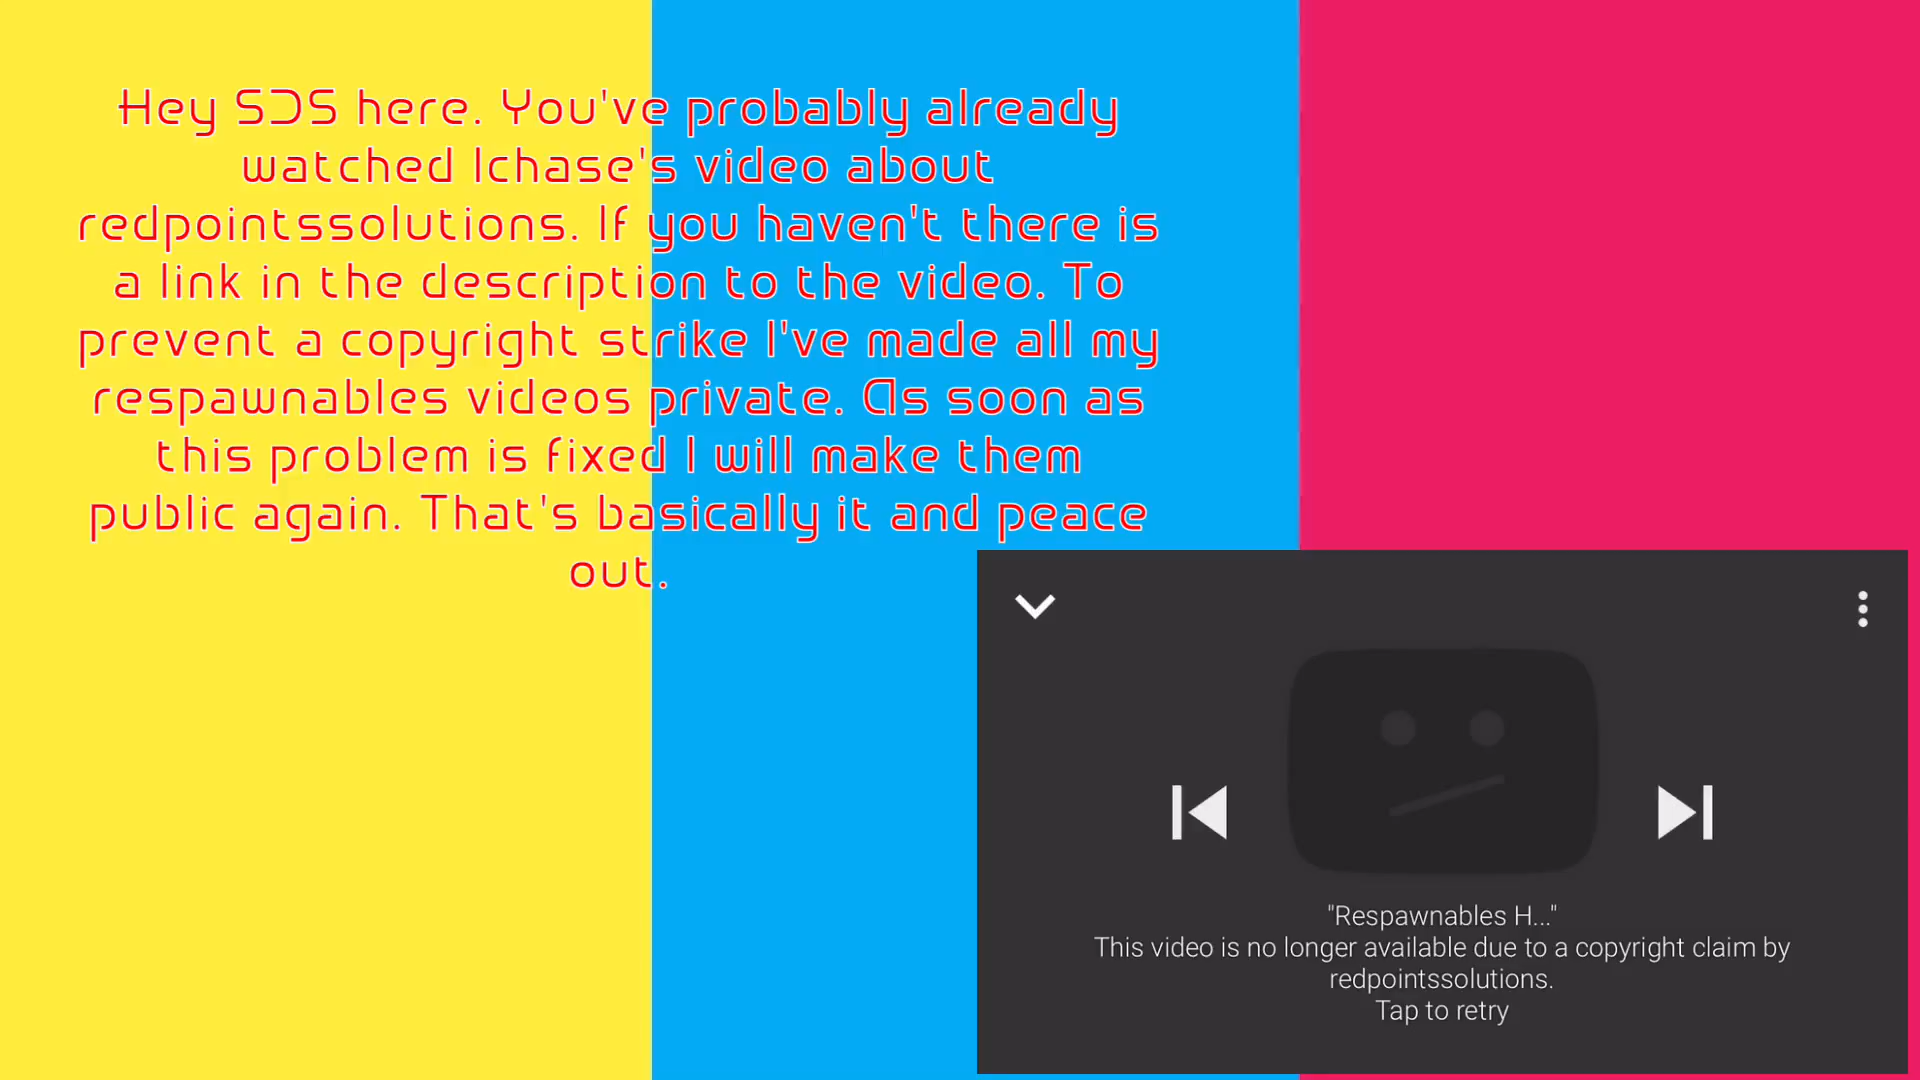 Hey SDS here. You've probably already
watched Ichase's video about
redpointssolutions. If you haven't there is
a link in the description to the video. To
prevent a copyright strike I've made all my
respawnables videos private. As soon as
this problem is fixed I will make them
public again. That's basically it and peace
out.
"Respawnables H..."
This video is no longer available due to a copyright claim by
redpointssolutions.
Tap to retry